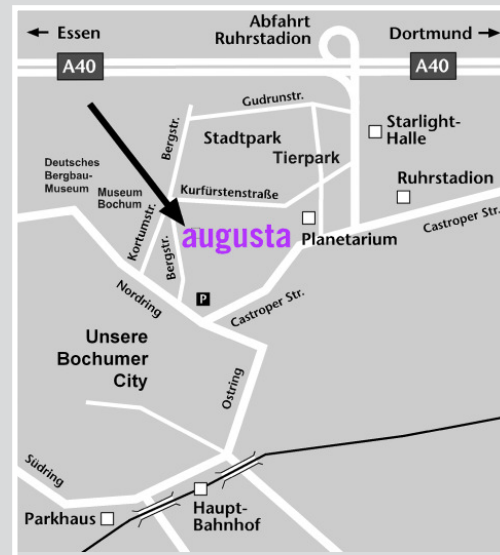 ← Essen
Abfahrt
Ruhrstadion
Dortmund →
A40
A40
Gudrunstr.
Bergstr.
Stadtpark
Tierpark
Starlight-
Halle
Deutsches
Bergbau-
Museum
Museum
Bochum
Kurfürstenstraße
Ruhrstadion
Kortumstr.
augusta
Planetarium
Castroper Str.
Bergstr.
Nordring
P
Castroper Str.
Unsere
Bochumer
City
Ostring
Südring
Parkhaus
Haupt-
Bahnhof